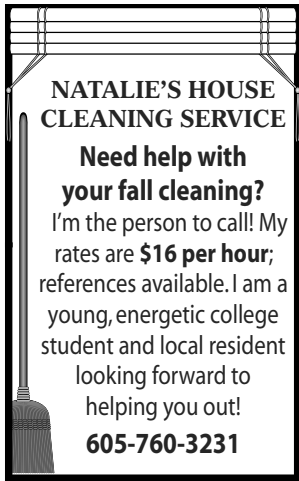 NATALIE'S HOUSE
CLEANING SERVICE
Need help with
your fall cleaning?
I'm the person to call! My
rates are $16 per hour;
references available. I am a
young, energetic college
student and local resident
looking forward to
helping you out!
605-760-3231